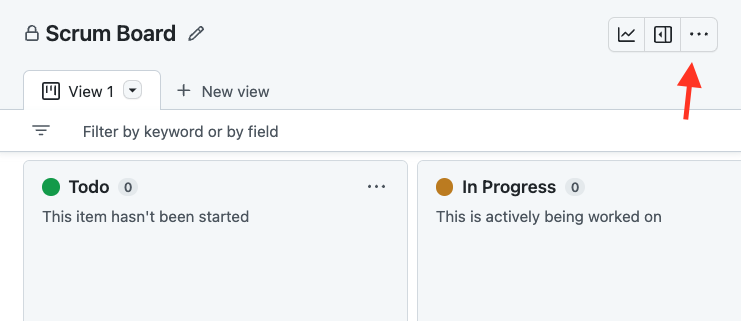 Scrum Board
View 1
New view
Filter by keyword or by field
Todo 0
This item hasn't been started
In Progress 0
This is actively being worked on